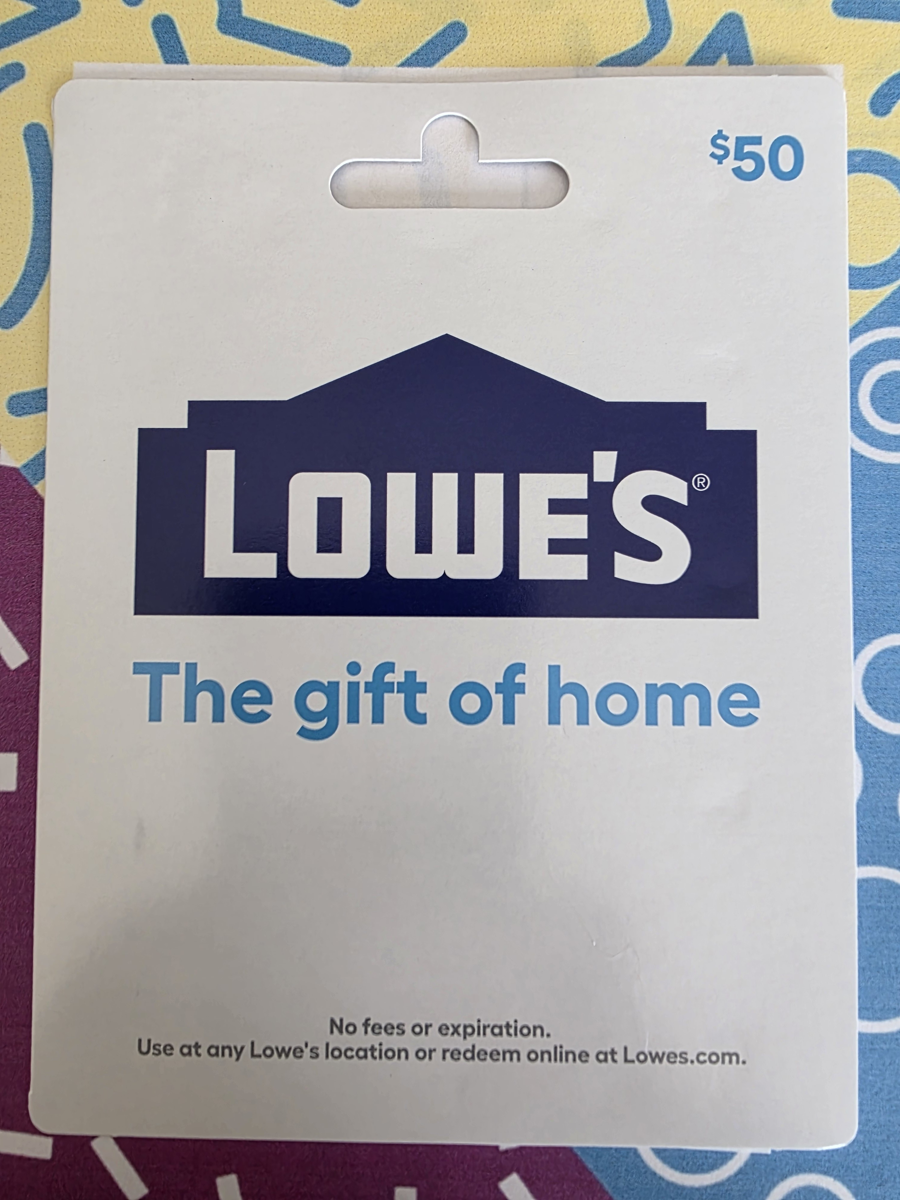 $50
LOWE'S®
The gift of home
No fees or expiration.
Use at any Lowe's location or redeem online at Lowes.com.